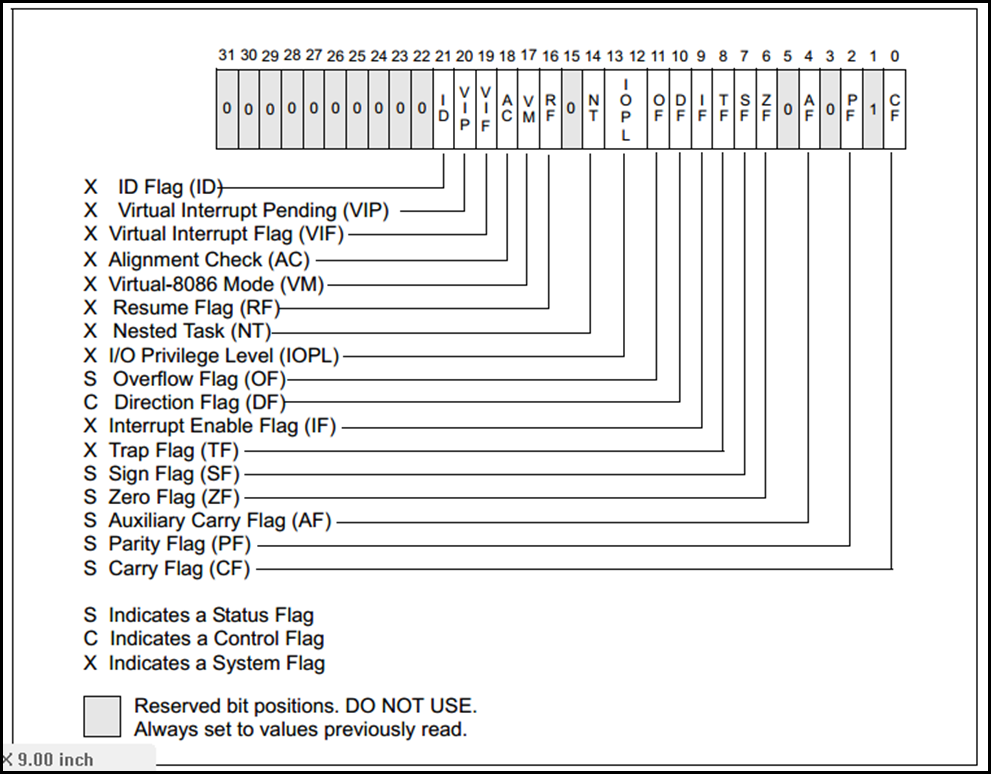 31 30 29 28 27 26 25 24 23 22 21 20 19 18 17 16 15 14 13 12 11 10 9 8 7 6 5 4 3 2 1 0
0 0 0 0 0 0 0 0 0 0 ID VIP VIF AC VM RF 0 NT IOPL OF DF IF TF SF ZF 0 AF 0 PF 1 CF
X ID Flag (ID)
X Virtual Interrupt Pending (VIP)
X Virtual Interrupt Flag (VIF)
X Alignment Check (AC)
X Virtual-8086 Mode (VM)
X Resume Flag (RF)
X Nested Task (NT)
X I/O Privilege Level (IOPL)
S Overflow Flag (OF)
C Direction Flag (DF)
X Interrupt Enable Flag (IF)
X Trap Flag (TF)
S Sign Flag (SF)
S Zero Flag (ZF)
S Auxiliary Carry Flag (AF)
S Parity Flag (PF)
S Carry Flag (CF)
S Indicates a Status Flag
C Indicates a Control Flag
X Indicates a System Flag
Reserved bit positions. DO NOT USE.
Always set to values previously read.
× 9.00 inch